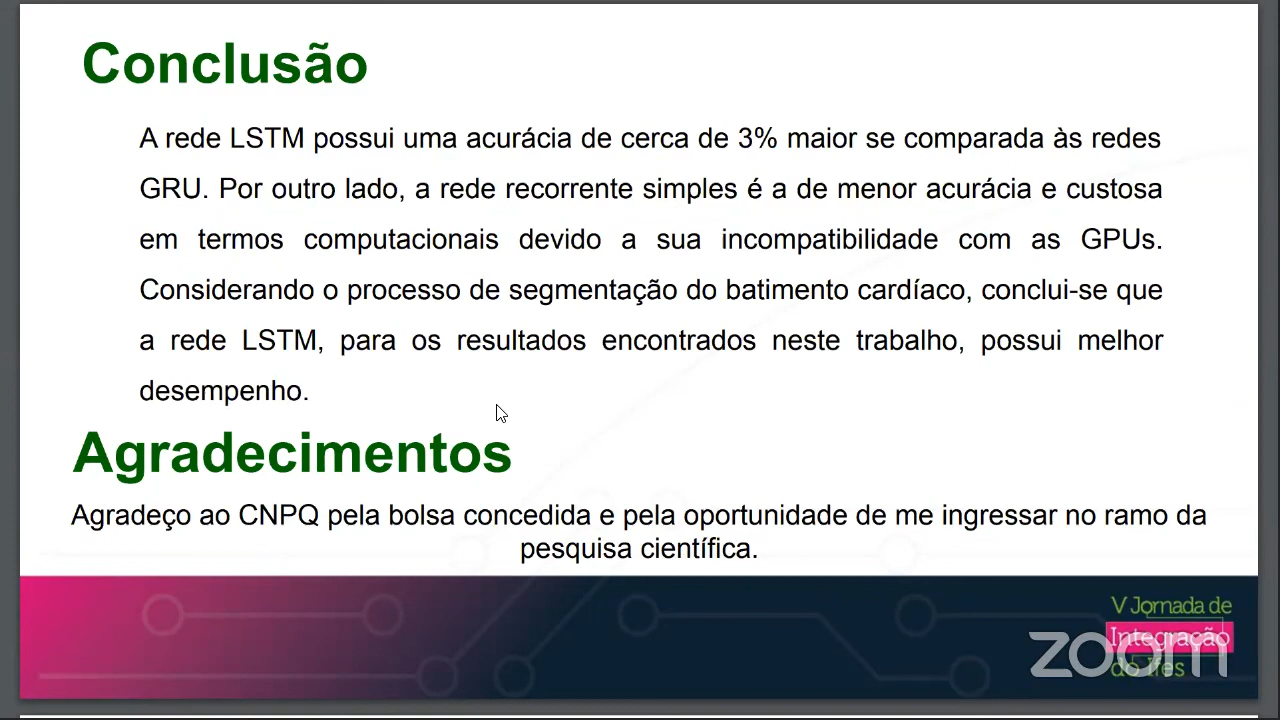 Conclusão
A rede LSTM possui uma acurácia de cerca de 3% maior se comparada às redes
GRU. Por outro lado, a rede recorrente simples é a de menor acurácia e custosa
em termos computacionais devido a sua incompatibilidade com as GPUs.
Considerando o processo de segmentação do batimento cardíaco, conclui-se que
a rede LSTM, para os resultados encontrados neste trabalho, possui melhor
desempenho.
Agradecimentos
Agradeço ao CNPQ pela bolsa concedida e pela oportunidade de me ingressar no ramo da
pesquisa científica.
V Jornada de
Integração
do Ifes
zoom